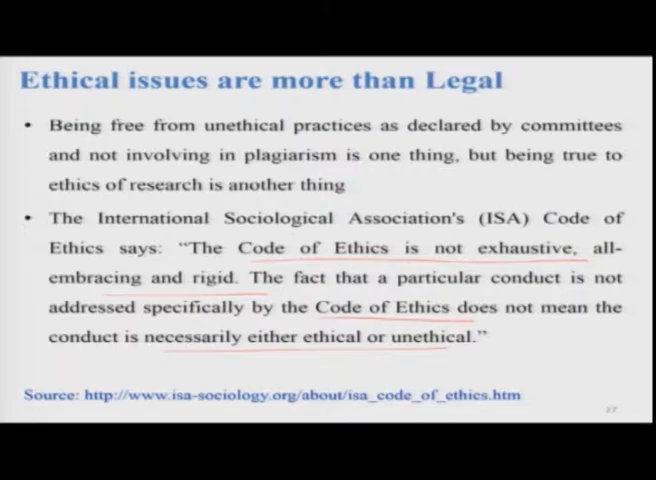 Ethical issues are more than Legal
• Being free from unethical practices as declared by committees
and not involving in plagiarism is one thing, but being true to
ethics of research is another thing
• The International Sociological Association's (ISA) Code of
Ethics says: “The Code of Ethics is not exhaustive, all-
embracing and rigid. The fact that a particular conduct is not
addressed specifically by the Code of Ethics does not mean the
conduct is necessarily either ethical or unethical.”
Source: http://www.isa-sociology.org/about/isa_code_of_ethics.htm